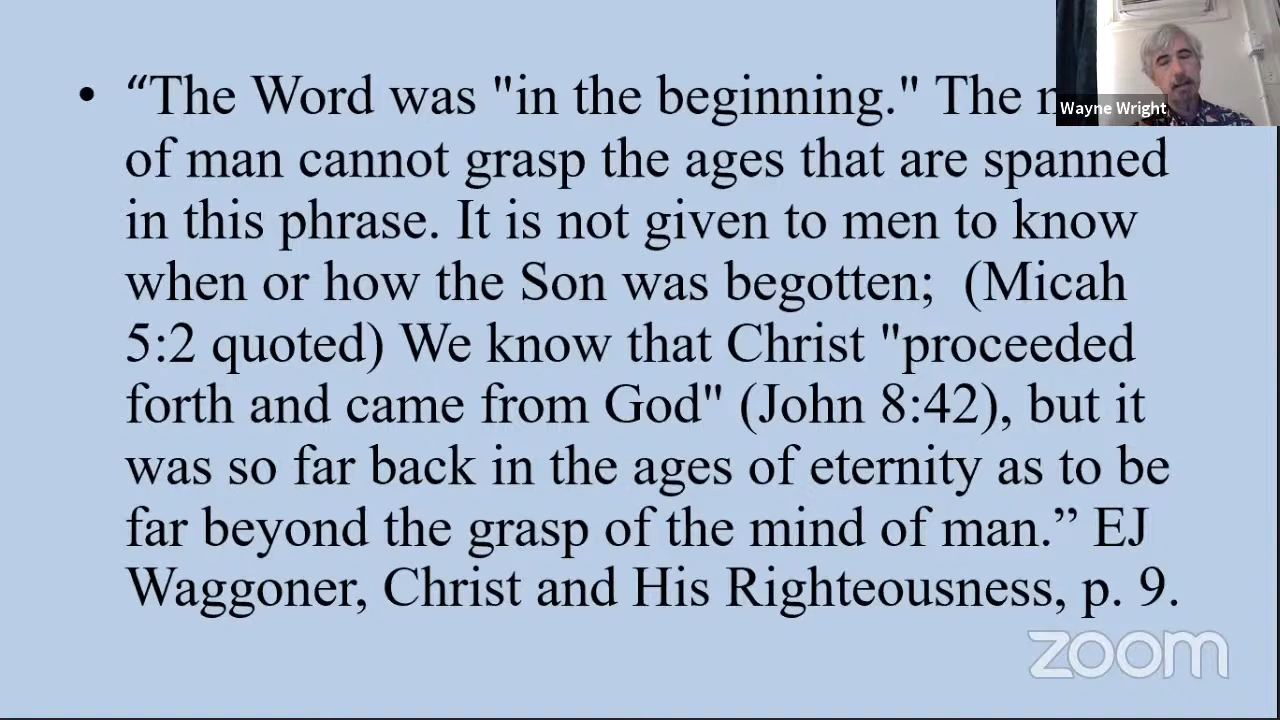 • “The Word was "in the beginning." The
of man cannot grasp the ages that are spanned
in this phrase. It is not given to men to know
when or how the Son was begotten;  (Micah
5:2 quoted) We know that Christ "proceeded
forth and came from God" (John 8:42), but it
was so far back in the ages of eternity as to be
far beyond the grasp of the mind of man.” EJ
Waggoner, Christ and His Righteousness, p. 9.
Wayne Wright
zoom